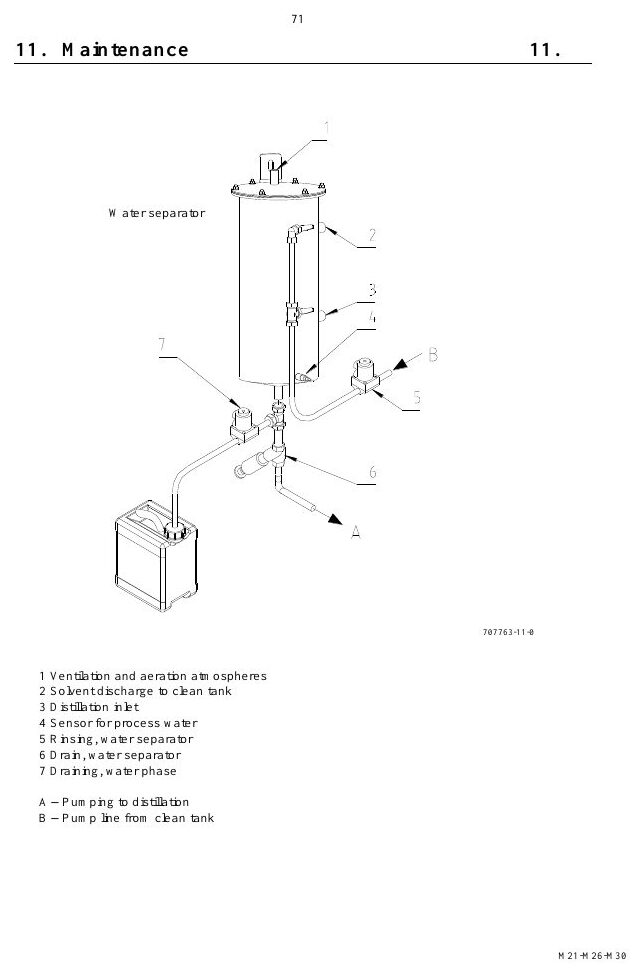 71
11. Maintenance 11.
1
Water separator
2
3
4
7
B
5
6
A
707763-11-0
1 Ventilation and aeration atmospheres
2 Solvent discharge to clean tank
3 Distillation inlet
4 Sensor for process water
5 Rinsing, water separator
6 Drain, water separator
7 Draining, water phase
A – Pumping to distillation
B – Pump line from clean tank
M21-M26-M30